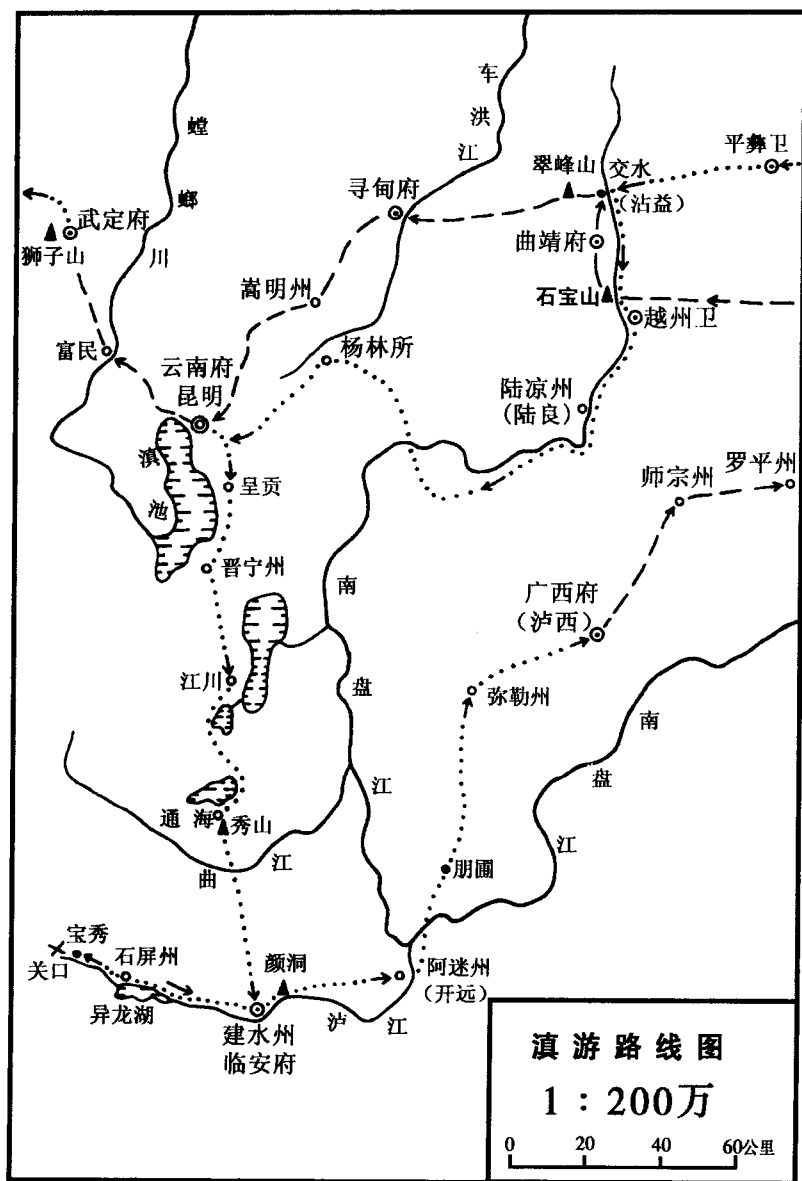 螳螂川
车洪江
平彝卫
翠峰山
交水
（沾益）
寻甸府
武定府
狮子山
曲靖府
嵩明州
石宝山
越州卫
富民
云南府
昆明
杨林所
陆凉州
（陆良）
滇池
呈贡
师宗州
罗平州
晋宁州
南盘江
广西府
（泸西）
江川
弥勒州
南盘江
通海
秀山
曲江
朋圃
宝秀
关口
石屏州
异龙湖
颜洞
阿迷州
（开远）
建水州
临安府
泸江
滇游路线图
1：200万
0 20 40 60公里